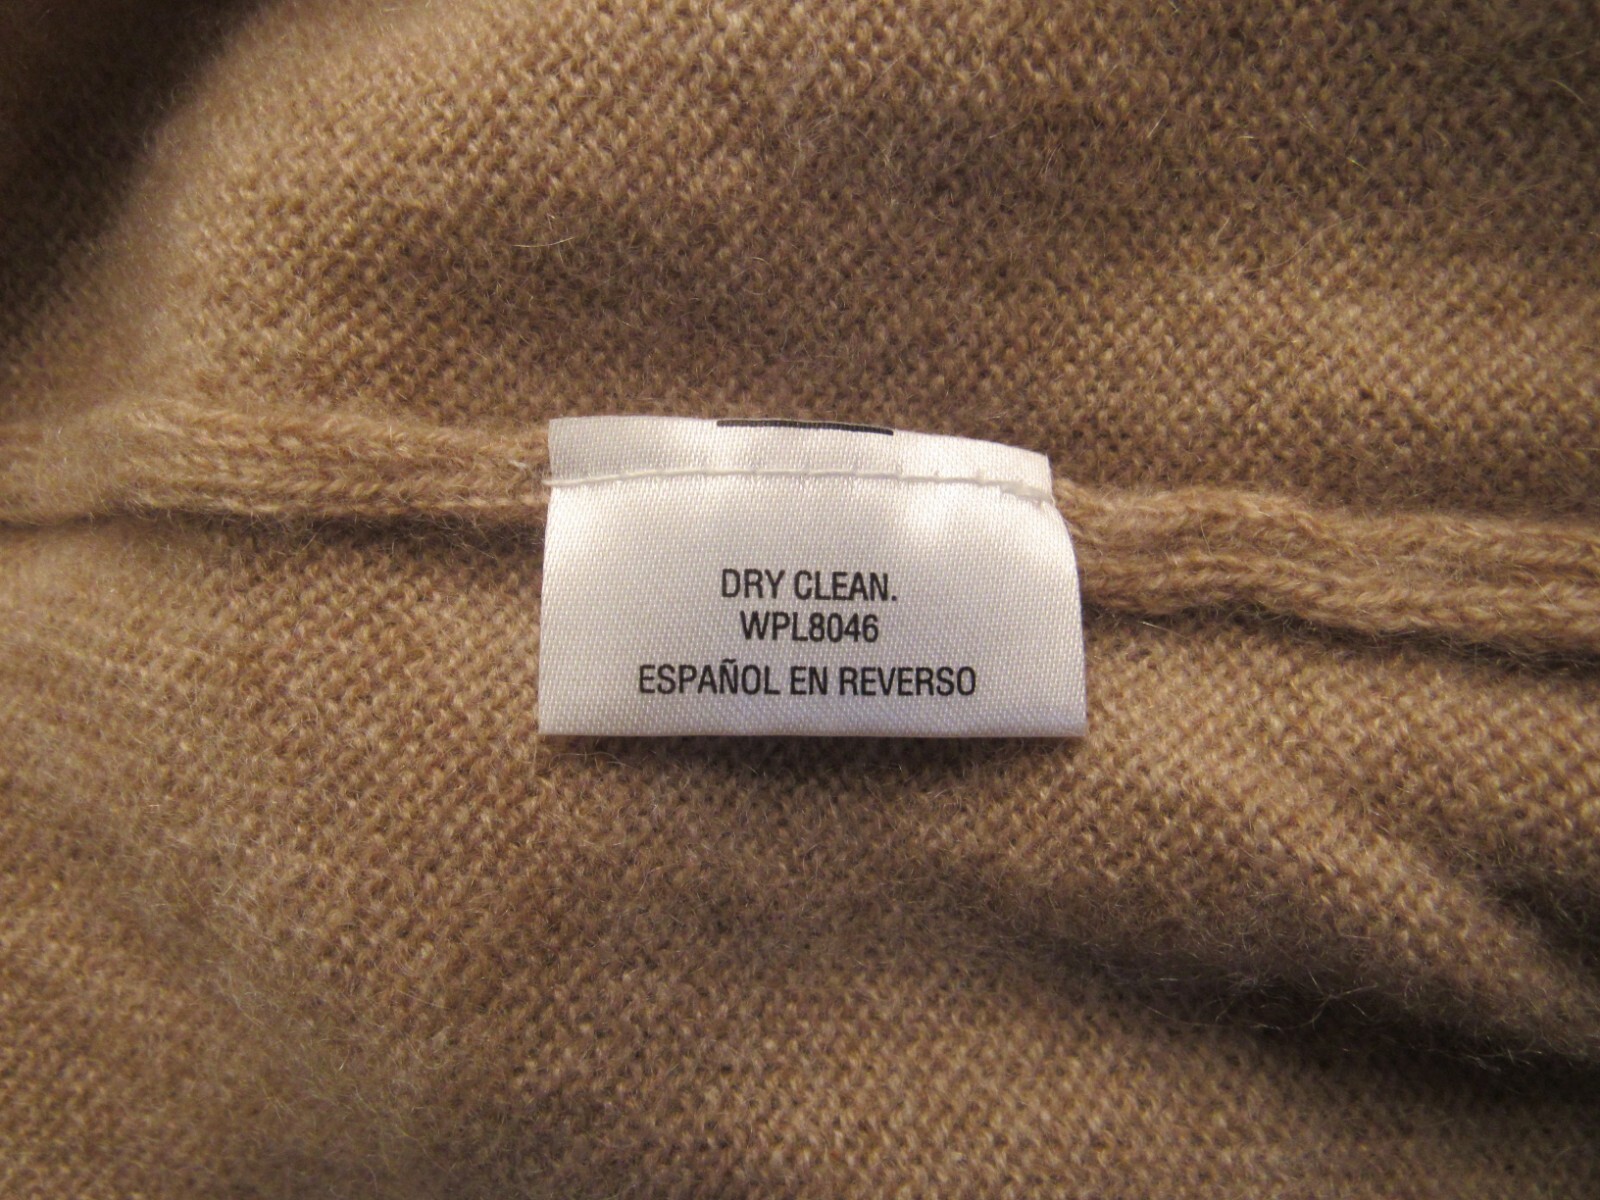 DRY CLEAN.
WPL8046
ESPAÑOL EN REVERSO